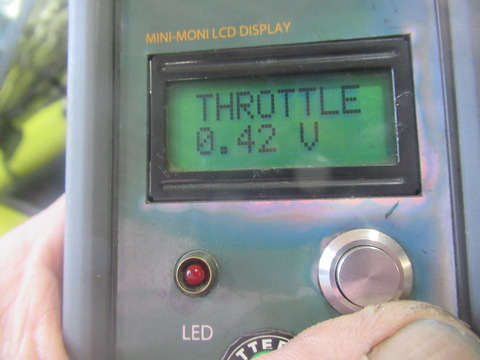 MINI-MONI LCD DISPLAY
THROTTLE
0.42 V
LED